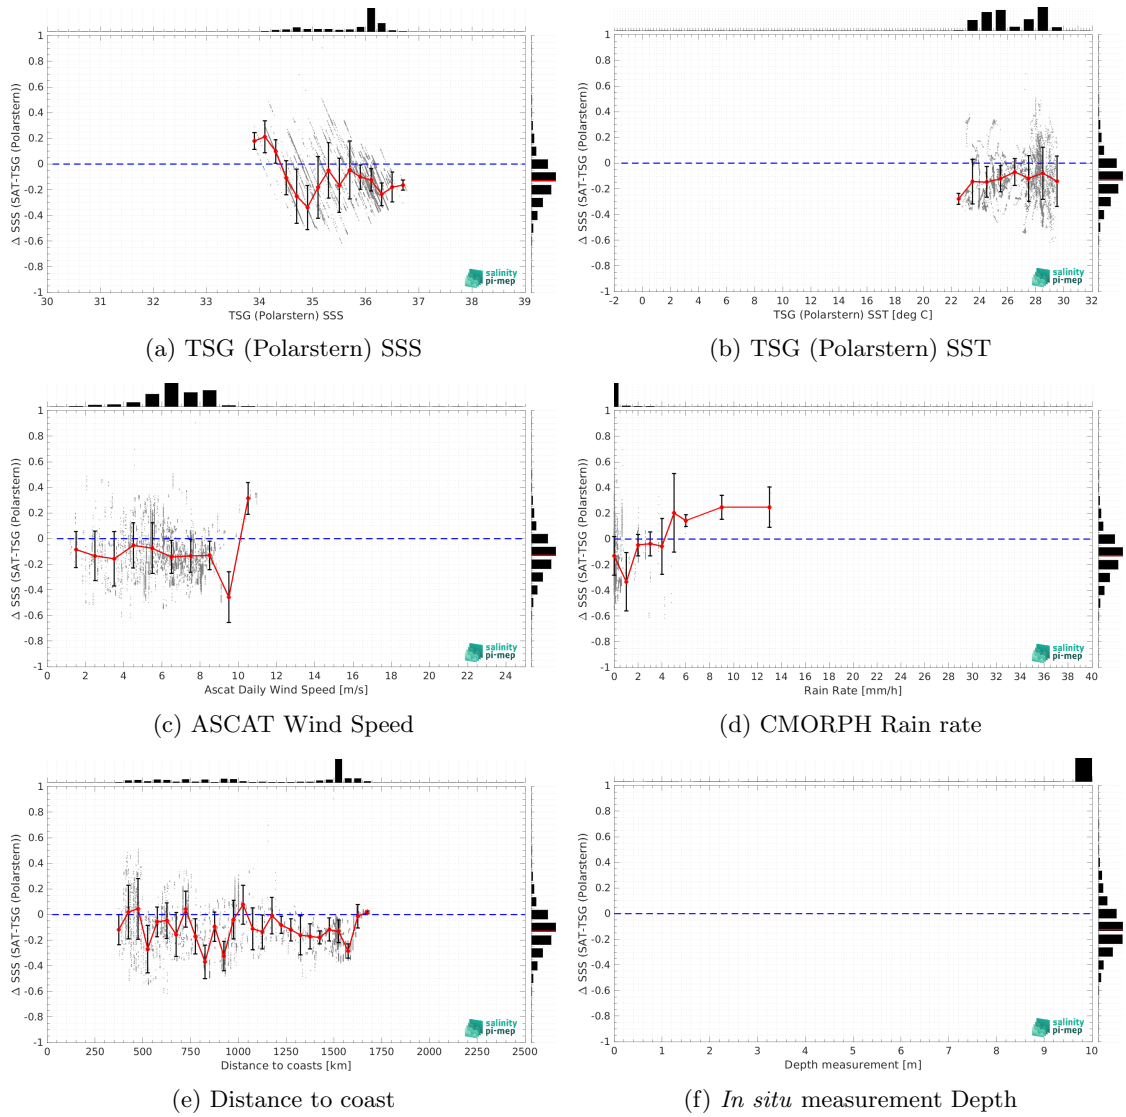 1
0.8
0.6
0.4
0.2
0
-0.2
-0.4
-0.6
-0.8
-1
Δ SSS (SAT-TSG (Polarstern))
salinity
pi-mep
30 31 32 33 34 35 36 37 38 39
TSG (Polarstern) SSS
(a) TSG (Polarstern) SSS
1
0.8
0.6
0.4
0.2
0
-0.2
-0.4
-0.6
-0.8
-1
Δ SSS (SAT-TSG (Polarstern))
salinity
pi-mep
-2 0 2 4 6 8 10 12 14 16 18 20 22 24 26 28 30 32
TSG (Polarstern) SST [deg C]
(b) TSG (Polarstern) SST
1
0.8
0.6
0.4
0.2
0
-0.2
-0.4
-0.6
-0.8
-1
Δ SSS (SAT-TSG (Polarstern))
salinity
pi-mep
0 2 4 6 8 10 12 14 16 18 20 22 24
Ascat Daily Wind Speed [m/s]
(c) ASCAT Wind Speed
1
0.8
0.6
0.4
0.2
0
-0.2
-0.4
-0.6
-0.8
-1
Δ SSS (SAT-TSG (Polarstern))
salinity
pi-mep
0 2 4 6 8 10 12 14 16 18 20 22 24 26 28 30 32 34 36 38 40
Rain Rate [mm/h]
(d) CMORPH Rain rate
1
0.8
0.6
0.4
0.2
0
-0.2
-0.4
-0.6
-0.8
-1
Δ SSS (SAT-TSG (Polarstern))
salinity
pi-mep
0 250 500 750 1000 1250 1500 1750 2000 2250 2500
Distance to coasts [km]
(e) Distance to coast
1
0.8
0.6
0.4
0.2
0
-0.2
-0.4
-0.6
-0.8
-1
Δ SSS (SAT-TSG (Polarstern))
salinity
pi-mep
0 1 2 3 4 5 6 7 8 9 10
Depth measurement [m]
(f) In situ measurement Depth